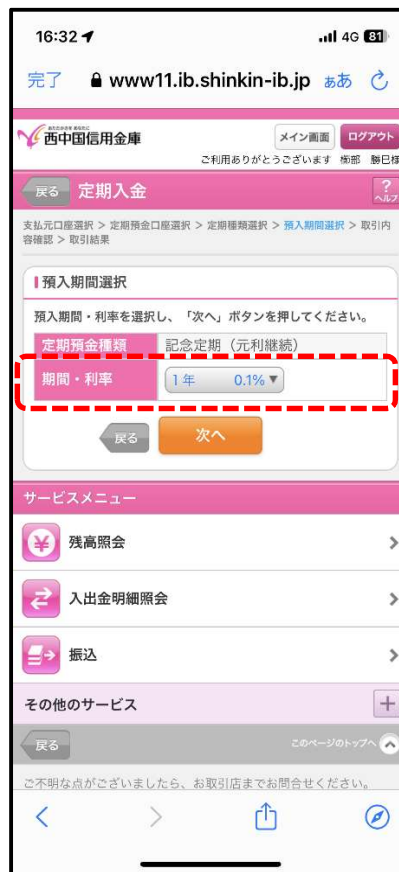 16:32
4G 81
完了 www11.ib.shinkin-ib.jp ああ
西中国信用金庫 メイン画面 ログアウト
ご利用ありがとうございます 勝巳様
戻る 定期入金 ? ヘルプ
支払元口座選択 > 定期預金口座選択 > 定期種類選択 > 預入期間選択 > 取引内
容確認 > 取引結果
預入期間選択
預入期間・利率を選択し、「次へ」ボタンを押してください。
定期預金種類 記念定期（元利継続）
期間・利率 1年 0.1%▼
戻る 次へ
サービスメニュー
残高照会
入出金明細照会
振込
その他のサービス
戻る このページのトップへ
ご不明な点がございましたら、お取引店までお問合せください。